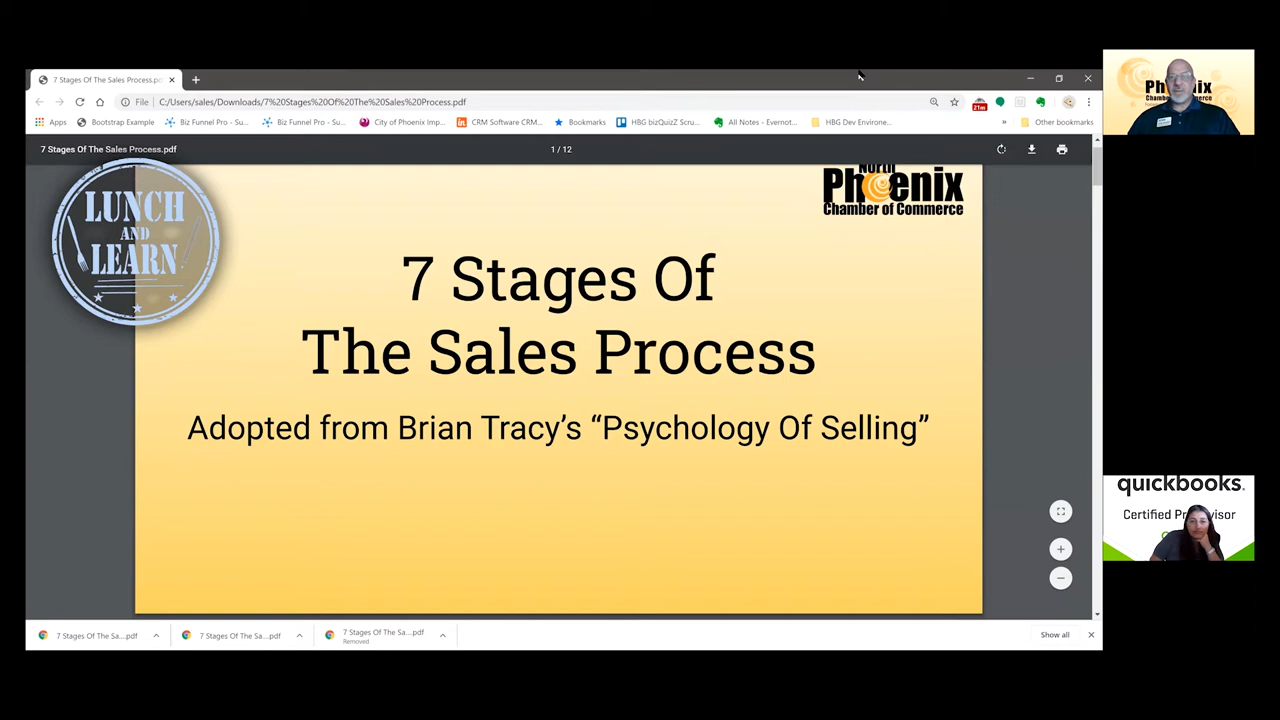 7 Stages Of The Sales Process.pdf
File
C:/Users/sales/Downloads/7%20Stages%20Of%20The%20Sales%20Process.pdf
21m
Apps
Bootstrap Example
Biz Funnel Pro - Su...
Biz Funnel Pro - Su...
City of Phoenix Imp...
CRM Software CRM...
Bookmarks
HBG bizQuizZ Scru...
All Notes - Evernot...
HBG Dev Environe...
»
Other bookmarks
7 Stages Of The Sales Process.pdf
1 / 12
LUNCH
AND
LEARN
North
Phoenix
Chamber of Commerce
7 Stages Of
The Sales Process
Adopted from Brian Tracy's “Psychology Of Selling”
7 Stages Of The Sa....pdf
7 Stages Of The Sa....pdf
7 Stages Of The Sa....pdf
Removed
Show all
Chamber Commerce
quickbooks.
Certified